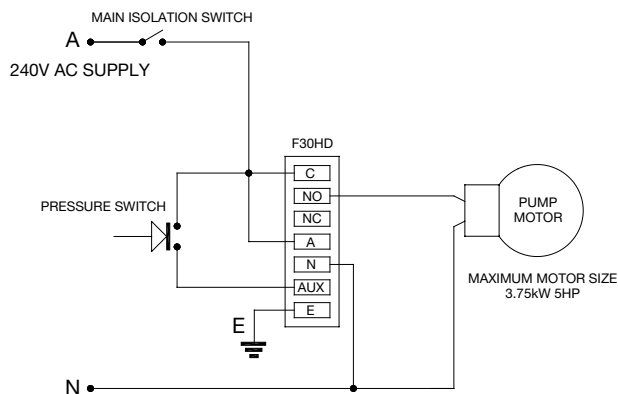 MAIN ISOLATION SWITCH
A
240V AC SUPPLY
F30HD
C
NO
NC
A
N
AUX
E
PRESSURE SWITCH
PUMP
MOTOR
MAXIMUM MOTOR SIZE
3.75kW 5HP
E
N